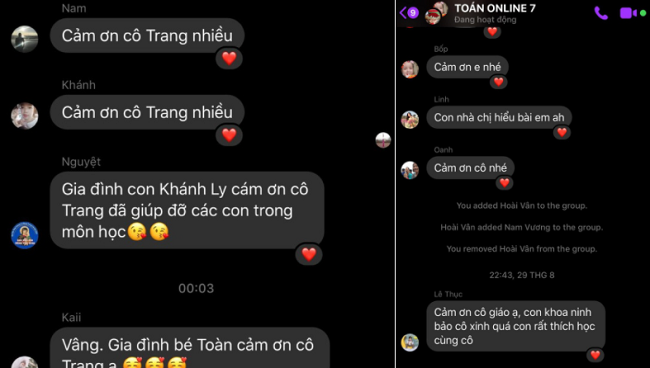 Nam
Cảm ơn cô Trang nhiều
Khánh
Cảm ơn cô Trang nhiều
Nguyệt
Gia đình con Khánh Ly cám ơn cô
Trang đã giúp đỡ các con trong
môn học😘😘
00:03
Kaii
Vâng. Gia đình bé Toàn cảm ơn cô
Trang ạ 🥰🥰🥰
9
TOÁN ONLINE 7
Đang hoạt động
Bốp
Cảm ơn e nhé
Linh
Con nhà chị hiểu bài em ah
Oanh
Cảm ơn cô nhé
You added Hoài Vân to the group.
Hoài Vân added Nam Vương to the group.
You removed Hoài Vân from the group.
22:43, 29 THG 8
Lê Thục
Cảm ơn cô giáo ạ, con khoa ninh
bảo cô xinh quá con rất thích học
cùng cô